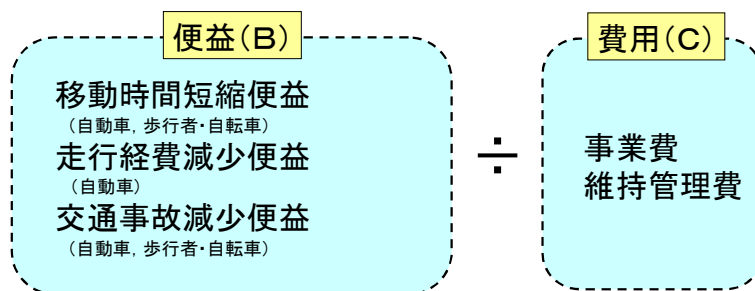 便益(B)
移動時間短縮便益
(自動車，歩行者・自転車)
走行経費減少便益
(自動車)
交通事故減少便益
(自動車，歩行者・自転車)
÷
費用(C)
事業費
維持管理費